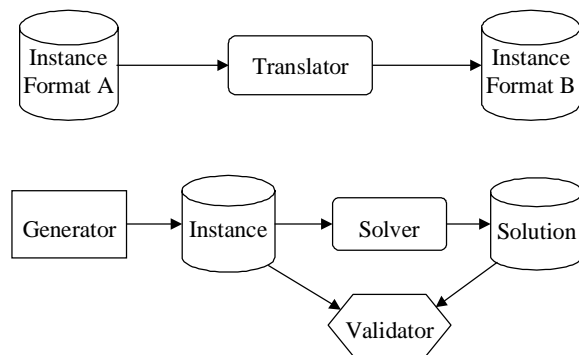 Instance
Format A
Translator
Instance
Format B
Generator
Instance
Solver
Solution
Validator